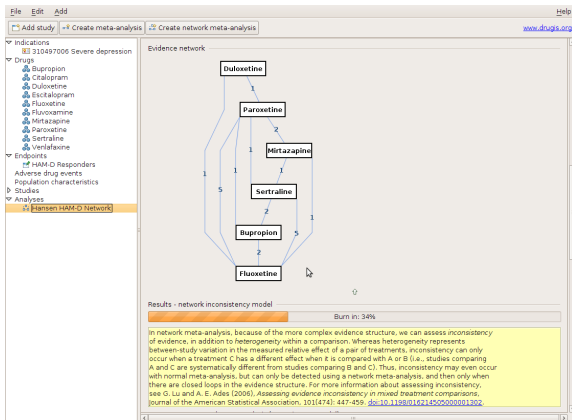 File Edit Add Help
Add study Create meta-analysis Create network meta-analysis www.drugis.org
Indications
310497006 Severe depression
Drugs
Bupropion
Citalopram
Duloxetine
Escitalopram
Fluoxetine
Fluvoxamine
Mirtazapine
Paroxetine
Sertraline
Venlafaxine
Endpoints
HAM-D Responders
Adverse drug events
Population characteristics
Studies
Analyses
Hansen HAM-D Network
Evidence network
Duloxetine
1
Paroxetine
2
Mirtazapine
1
1
1
Sertraline
1
5
2
1
5
Bupropion
2
Fluoxetine
Results - network inconsistency model
Burn in: 34%
In network meta-analysis, because of the more complex evidence structure, we can assess inconsistency
of evidence, in addition to heterogeneity within a comparison. Whereas heterogeneity represents
between-study variation in the measured relative effect of a pair of treatments, inconsistency can only
occur when a treatment C has a different effect when it is compared with A or B (i.e., studies comparing
A and C are systematically different from studies comparing B and C). Thus, inconsistency may even occur
with normal meta-analysis, but can only be detected using a network meta-analysis, and then only when
there are closed loops in the evidence structure. For more information about assessing inconsistency,
see G. Lu and A. E. Ades (2006), Assessing evidence inconsistency in mixed treatment comparisons,
Journal of the American Statistical Association, 101(474): 447-459. doi:10.1198/016214505000001302.